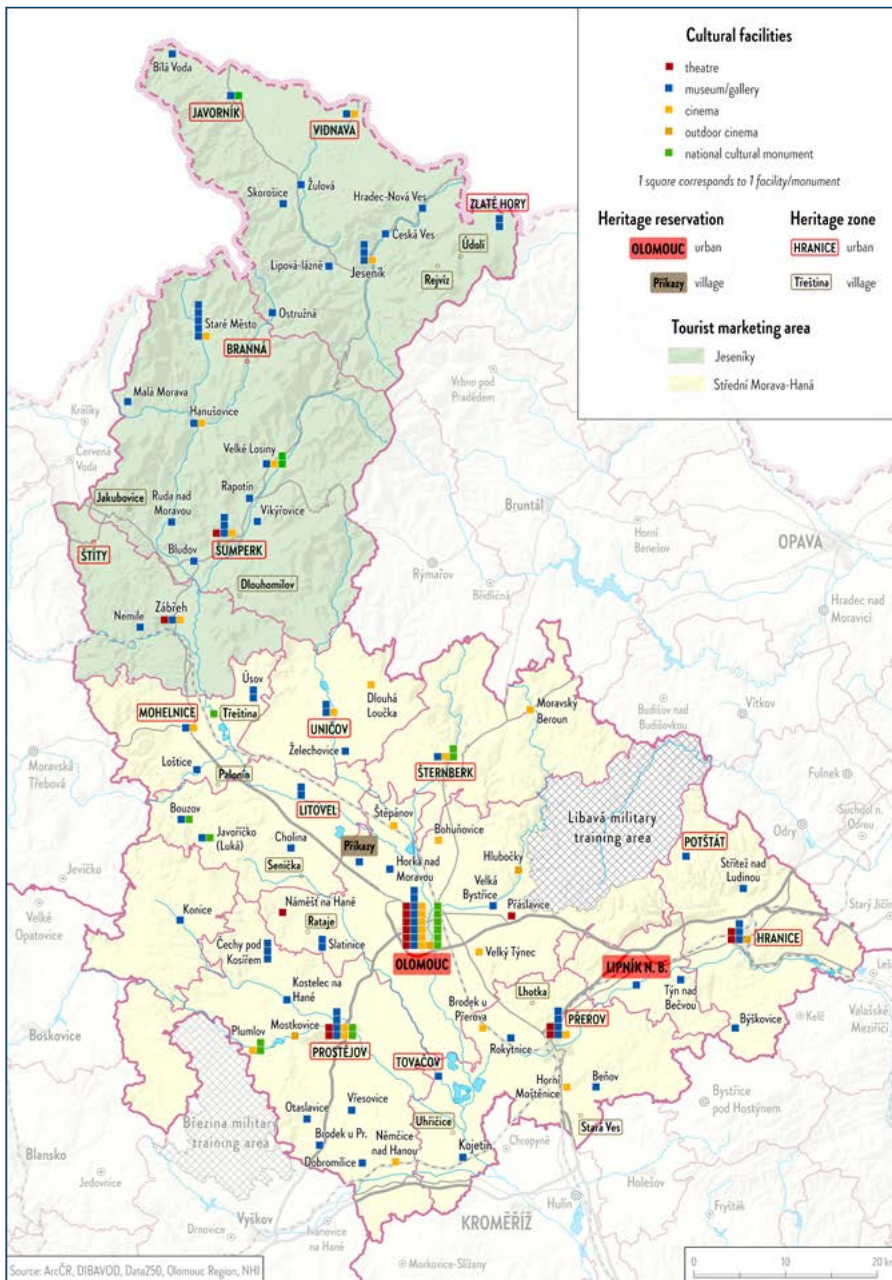 Cultural facilities
theatre
museum/gallery
cinema
outdoor cinema
national cultural monument
1 square corresponds to 1 facility/monument
Heritage reservation
OLOMOUC urban
Příkazy village
Heritage zone
HRANICE urban
Třeština village
Tourist marketing area
Jeseníky
Střední Morava-Haná
Bílá Voda
JAVORNÍK
VIDNAVA
Žulová
Skorošice
Hradec-Nová Ves
ZLATÉ HORY
Česká Ves
Údolí
Lipová-lázně
Jeseník
Rejvíz
Ostružná
Staré Město
BRANNÁ
Vrbno pod
Pradědem
Malá Morava
Králíky
Hanušovice
Červená
Voda
Velké Losiny
Rapotín
Jakubovice
Ruda nad
Moravou
Vikýřovice
Bruntál
ŠTÍTY
ŠUMPERK
Horní
Benešov
OPAVA
Bludov
Rýmařov
Břidličná
Dlouhomilov
Hradec nad
Moravicí
Nemile
Zábřeh
Úsov
Dlouhá
Loučka
Moravský
Beroun
Budišov nad
Budišovkou
Vítkov
MOHELNICE
Třeština
UNIČOV
Moravská
Třebová
Želechovice
ŠTERNBERK
Loštice
Palonín
Fulnek
LITOVEL
Libavá military
training area
Suchdol n.
Odrou
Bouzov
Štěpánov
Bohuňovice
Odry
Javoříčko
(Luká)
Cholina
Příkazy
Hlubočky
POTŠTÁT
Jevíčko
Senička
Horka nad
Moravou
Velká
Bystřice
Střítež nad
Ludinou
Starý Jičín
Velké
Opatovice
Konice
Náměšť na Hané
Přáslavice
Rataje
HRANICE
Čechy pod
Kosířem
Slatinice
OLOMOUC
Velký Týnec
LIPNÍK N. B.
Kostelec na
Hané
Lhotka
Týn nad
Bečvou
Boskovice
Plumlov
Mostkovice
Brodek u
Přerova
PŘEROV
Kelč
Valašské
Meziříčí
PROSTĚJOV
Rokytnice
Býškovice
TOVAČOV
Horní
Moštěnice
Beňov
Bystřice
pod Hostýnem
Březina military
training area
Otaslavice
Vřesovice
Uhřičice
Stará Ves
Blansko
Brodek u Pr.
Němčice
nad Hanou
Chropyně
Jedovnice
Dobromilice
Kojetín
Holešov
Vyškov
Hulín
Fryšták
Drnovice
Ivanovice
na Hané
KROMĚŘÍŽ
Morkovice-Slížany
Source: ArcČR, DIBAVOD, Data250, Olomouc Region, NHI
0 10 20 km